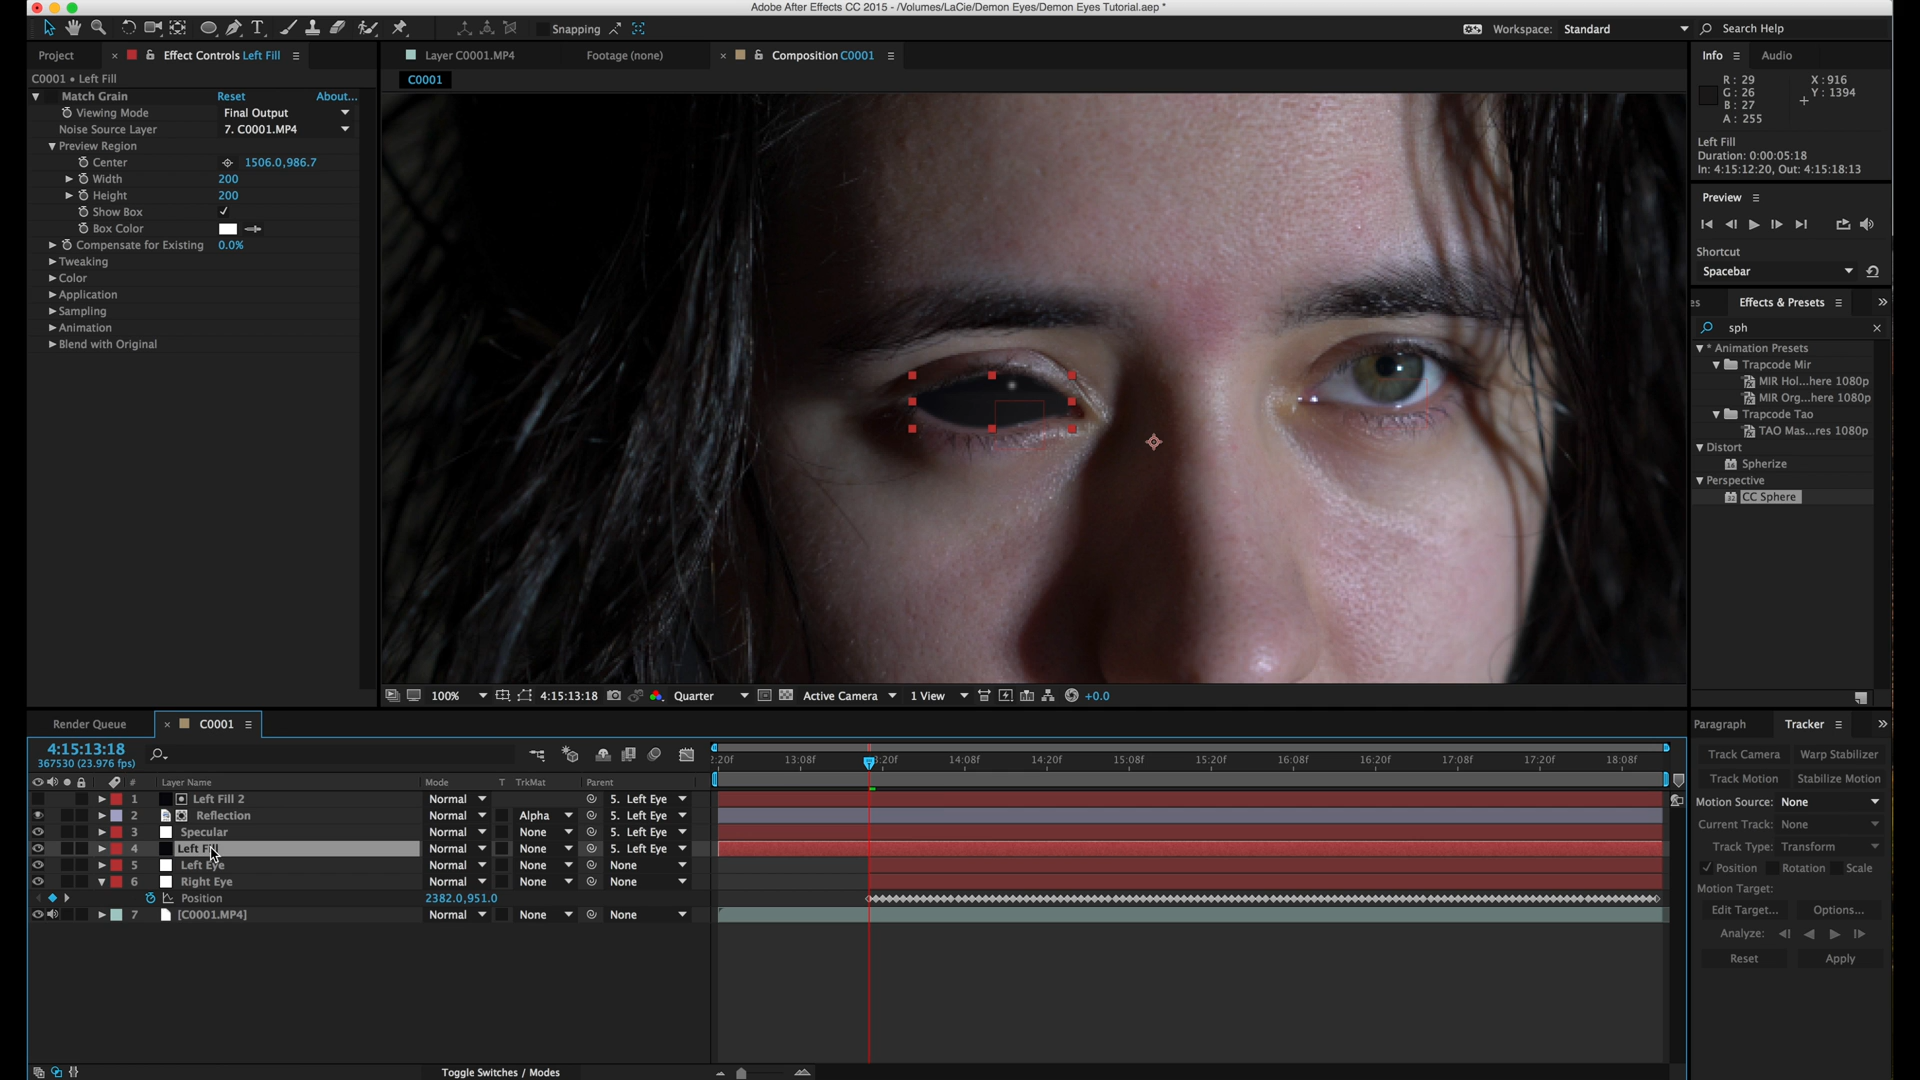 Adobe After Effects CC 2015 - /Volumes/LaCie/Demon Eyes/Demon Eyes Tutorial.aep *
Snapping
Workspace: Standard
Search Help
Project
Effect Controls Left Fill
Layer C0001.MP4
Footage (none)
Composition C0001
Info
Audio
C0001 • Left Fill
C0001
R: 29
G: 26
B: 27
A: 255
X: 916
Y: 1394
Match Grain Reset About...
Viewing Mode Final Output
Noise Source Layer 7. C0001.MP4
Preview Region
Center 1506.0,986.7
Width 200
Height 200
Show Box
Box Color
Compensate for Existing 0.0%
Tweaking
Color
Application
Sampling
Animation
Blend with Original
Left Fill
Duration: 0:00:05:18
In: 4:15:12:20, Out: 4:15:18:13
Preview
Shortcut
Spacebar
es
Effects & Presets
sph
* Animation Presets
Trapcode Mir
MIR Hol...here 1080p
MIR Org...here 1080p
Trapcode Tao
TAO Mas...res 1080p
Distort
Spherize
Perspective
CC Sphere
100%
4:15:13:18
Quarter
Active Camera
1 View
+0.0
Render Queue
C0001
4:15:13:18
367530 (23.976 fps)
# Layer Name Mode T TrkMat Parent
1 Left Fill 2 Normal 5. Left Eye
2 Reflection Normal Alpha 5. Left Eye
3 Specular Normal None 5. Left Eye
4 Left Normal None 5. Left Eye
5 Left Eye Normal None None
6 Right Eye Normal None None
Position 2382.0,951.0
7 [C0001.MP4] Normal None None
:20f 13:08f :20f 14:08f 14:20f 15:08f 15:20f 16:08f 16:20f 17:08f 17:20f 18:08f
Toggle Switches / Modes
Paragraph
Tracker
Track Camera Warp Stabilizer
Track Motion Stabilize Motion
Motion Source: None
Current Track: None
Track Type: Transform
Position Rotation Scale
Motion Target:
Edit Target... Options...
Analyze:
Reset Apply